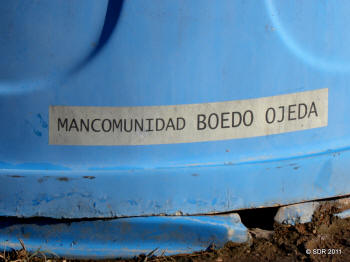 MANCOMUNIDAD BOEDO OJEDA
© SDR 2011